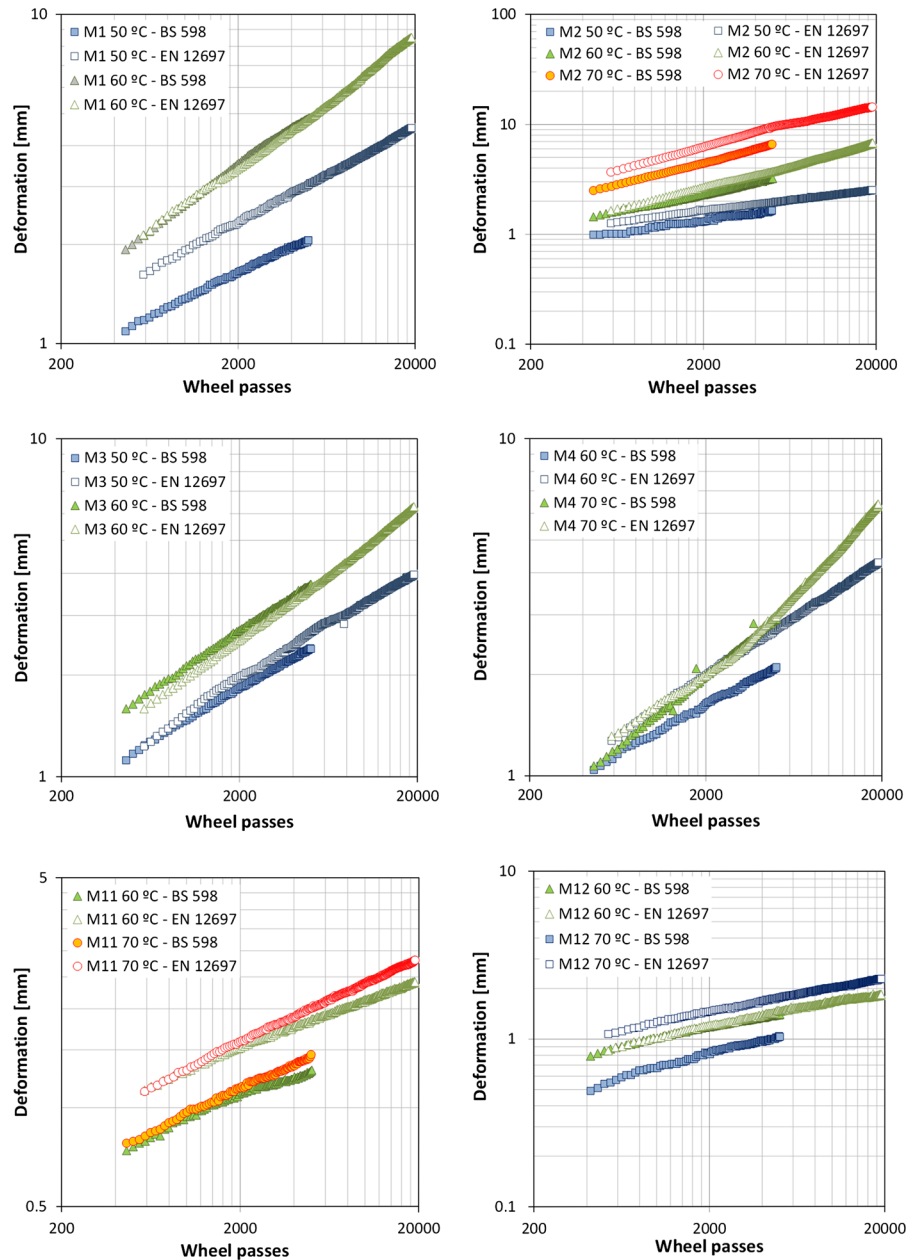 10
1
Deformation [mm]
M1 50 ºC - BS 598
M1 50 ºC - EN 12697
M1 60 ºC - BS 598
M1 60 ºC - EN 12697
200
2000
20000
Wheel passes
100
10
1
0.1
Deformation [mm]
M2 50 ºC - BS 598
M2 50 ºC - EN 12697
M2 60 ºC - BS 598
M2 60 ºC - EN 12697
M2 70 ºC - BS 598
M2 70 ºC - EN 12697
200
2000
20000
Wheel passes
10
1
Deformation [mm]
M3 50 ºC - BS 598
M3 50 ºC - EN 12697
M3 60 ºC - BS 598
M3 60 ºC - EN 12697
200
2000
20000
Wheel passes
10
1
Deformation [mm]
M4 60 ºC - BS 598
M4 60 ºC - EN 12697
M4 70 ºC - BS 598
M4 70 ºC - EN 12697
200
2000
20000
Wheel passes
5
0.5
Deformation [mm]
M11 60 ºC - BS 598
M11 60 ºC - EN 12697
M11 70 ºC - BS 598
M11 70 ºC - EN 12697
200
2000
20000
Wheel passes
10
1
0.1
Deformation [mm]
M12 60 ºC - BS 598
M12 60 ºC - EN 12697
M12 70 ºC - BS 598
M12 70 ºC - EN 12697
200
2000
20000
Wheel passes